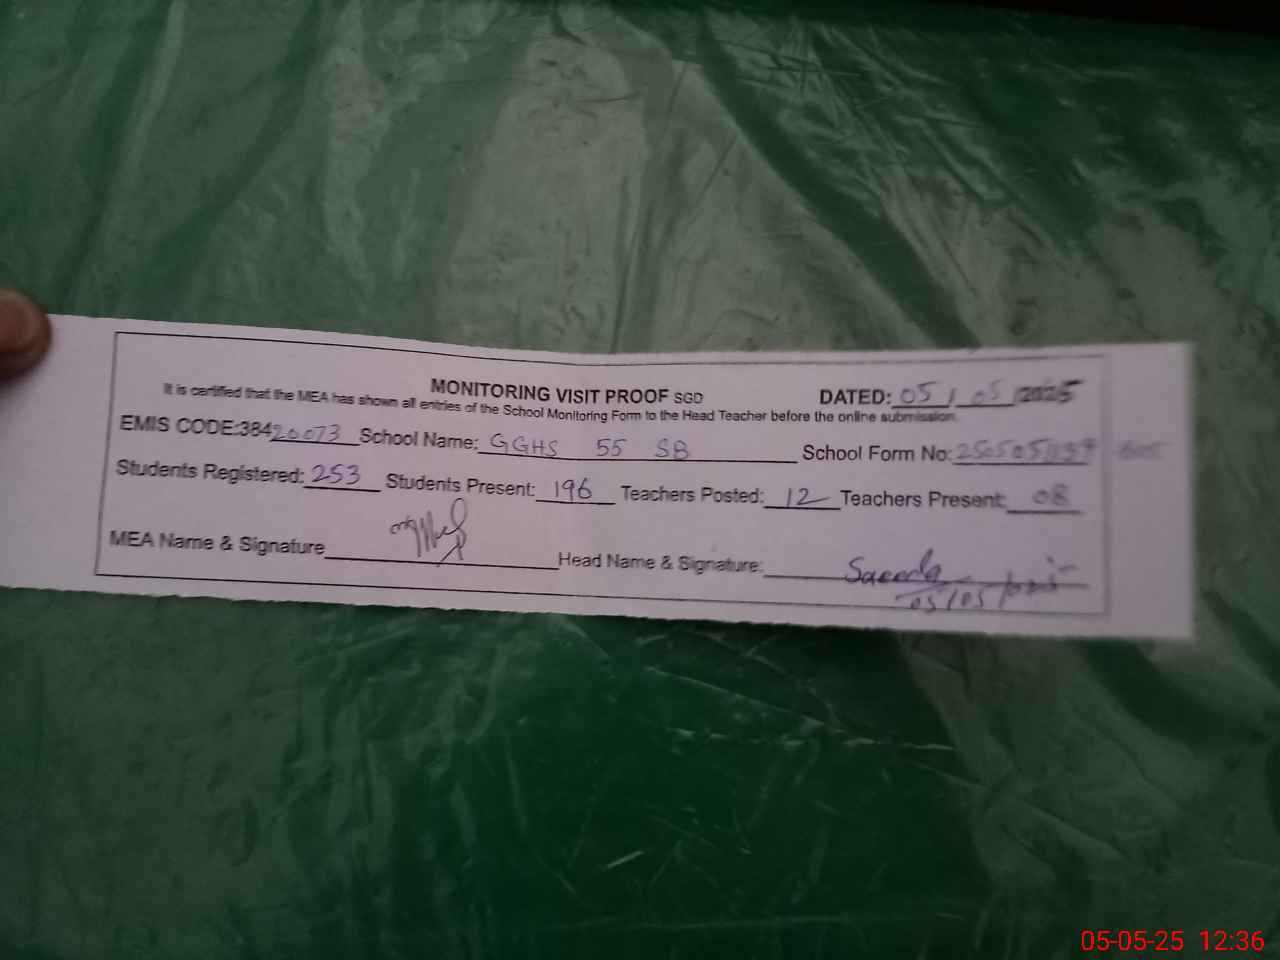 MONITORING VISIT PROOF SGD DATED: 05 / 05 /2025
It is certified that the MEA has shown all entries of the School Monitoring Form to the Head Teacher before the online submission.
EMIS CODE:38420073 School Name: GGHS 55 SB School Form No:
Students Registered: 253 Students Present: 196 Teachers Posted: 12 Teachers Present: 08
MEA Name & Signature Head Name & Signature: Saeeda
05/05/2025
05-05-25 12:36